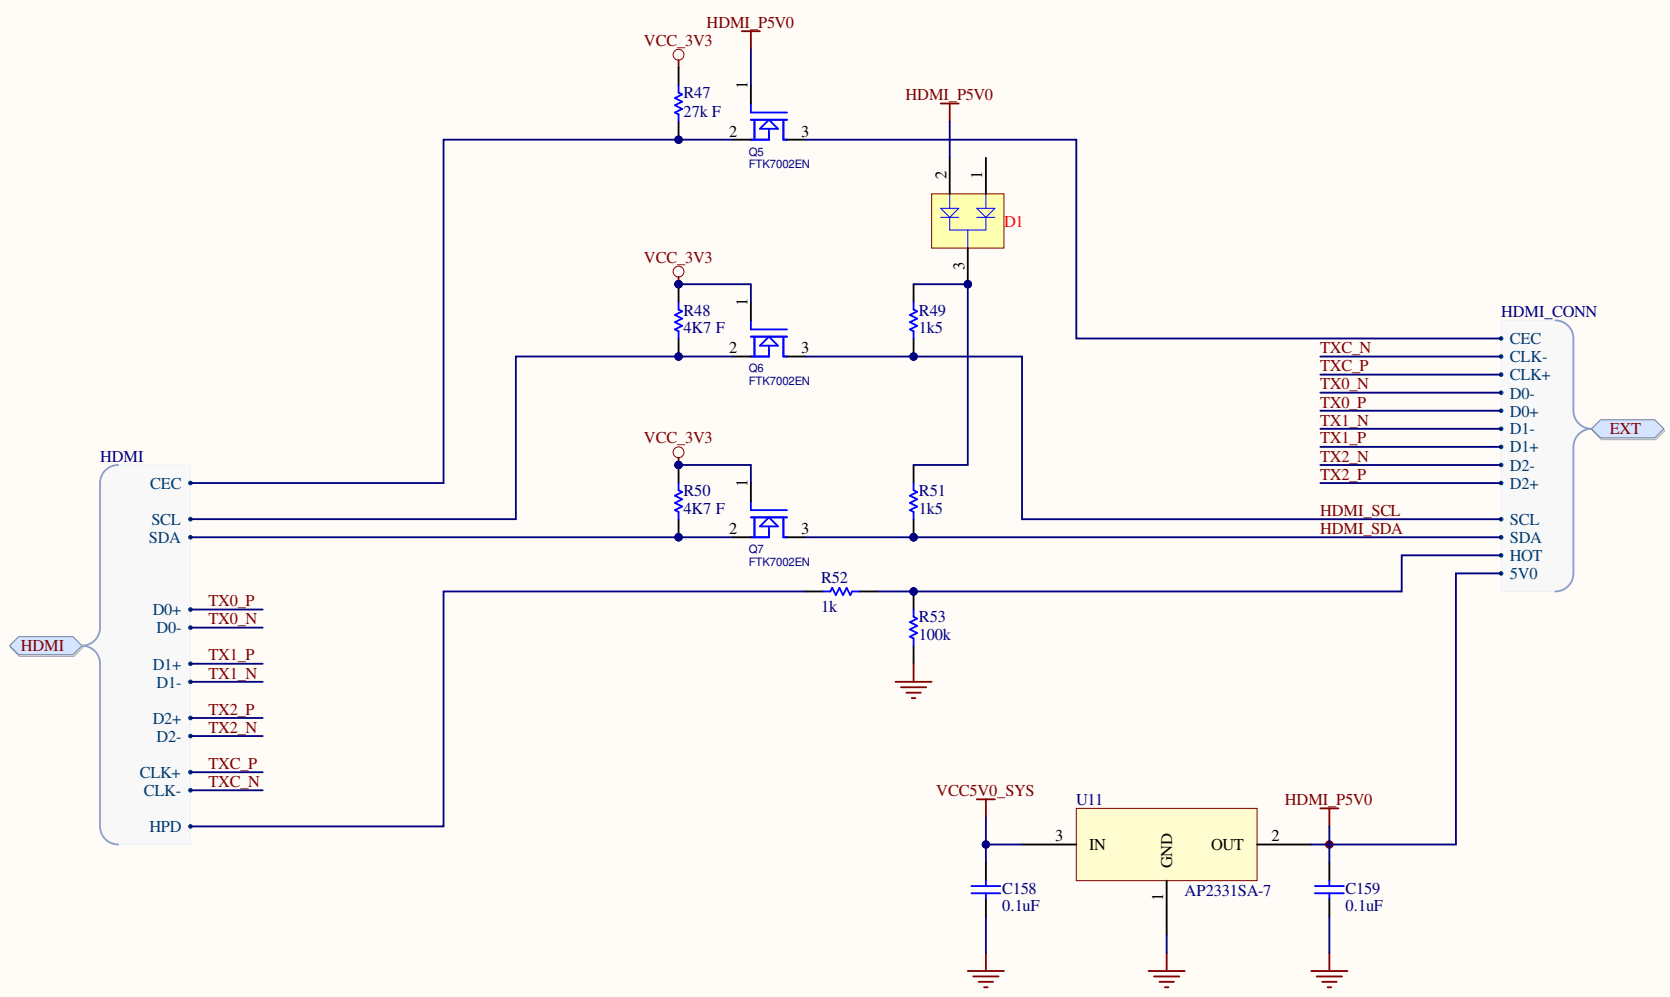 HDMI_P5V0
VCC_3V3
1
R47
27k F
2
3
Q5
FTK7002EN
HDMI_P5V0
2
1
D1
3
VCC_3V3
1
R48
4K7 F
2
3
Q6
FTK7002EN
R49
1k5
VCC_3V3
1
R50
4K7 F
2
3
Q7
FTK7002EN
R51
1k5
R52
1k
R53
100k
HDMI
CEC
SCL
SDA
D0+ TX0_P
D0- TX0_N
D1+ TX1_P
D1- TX1_N
D2+ TX2_P
D2- TX2_N
CLK+ TXC_P
CLK- TXC_N
HPD
HDMI
HDMI_CONN
CEC
TXC_N CLK-
TXC_P CLK+
TX0_N D0-
TX0_P D0+
TX1_N D1-
TX1_P D1+
TX2_N D2-
TX2_P D2+
HDMI_SCL SCL
HDMI_SDA SDA
HOT
5V0
EXT
VCC5V0_SYS
U11
HDMI_P5V0
3
IN
GND
OUT
2
1
AP2331SA-7
C158
0.1uF
C159
0.1uF